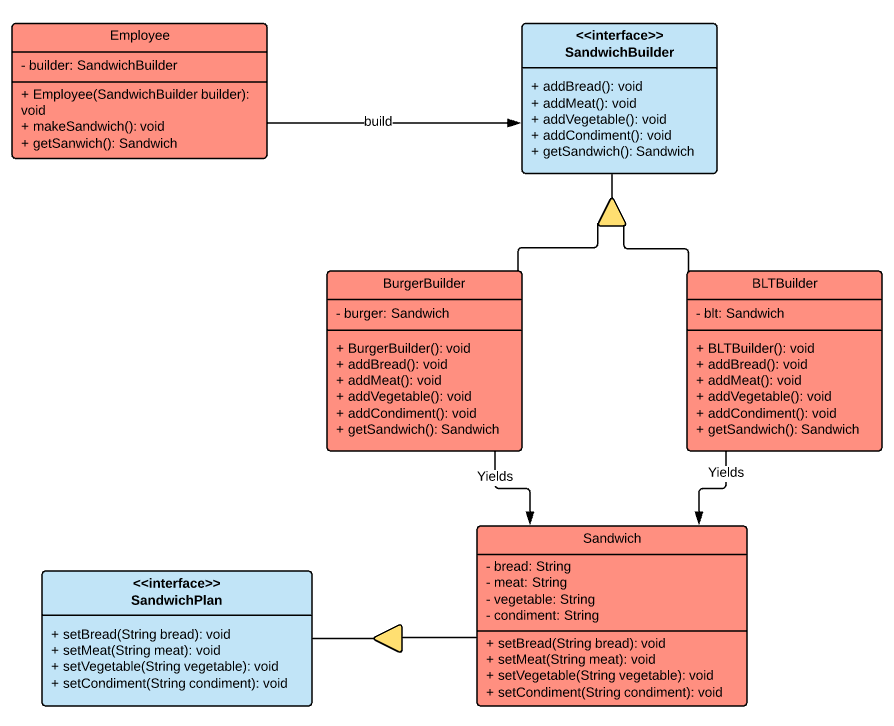 Employee
- builder: SandwichBuilder
+ Employee(SandwichBuilder builder):
void
+ makeSandwich(): void
+ getSanwich(): Sandwich
build
<<interface>>
SandwichBuilder
+ addBread(): void
+ addMeat(): void
+ addVegetable(): void
+ addCondiment(): void
+ getSandwich(): Sandwich
BurgerBuilder
- burger: Sandwich
+ BurgerBuilder(): void
+ addBread(): void
+ addMeat(): void
+ addVegetable(): void
+ addCondiment(): void
+ getSandwich(): Sandwich
BLTBuilder
- blt: Sandwich
+ BLTBuilder(): void
+ addBread(): void
+ addMeat(): void
+ addVegetable(): void
+ addCondiment(): void
+ getSandwich(): Sandwich
Yields
Yields
Sandwich
- bread: String
- meat: String
- vegetable: String
- condiment: String
+ setBread(String bread): void
+ setMeat(String meat): void
+ setVegetable(String vegetable): void
+ setCondiment(String condiment): void
<<interface>>
SandwichPlan
+ setBread(String bread): void
+ setMeat(String meat): void
+ setVegetable(String vegetable): void
+ setCondiment(String condiment): void